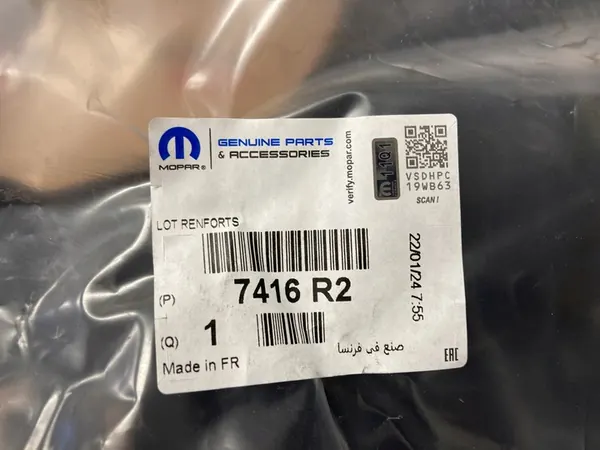 MOPAR®
GENUINE PARTS
& ACCESSORIES
verify.mopar.com
1101
VSDHPC
19WB63
SCAN!
LOT RENFORTS
(P)
7416 R2
22/01/24 7:55
(Q)
1
Made in FR
صنع في فرنسا
EAC